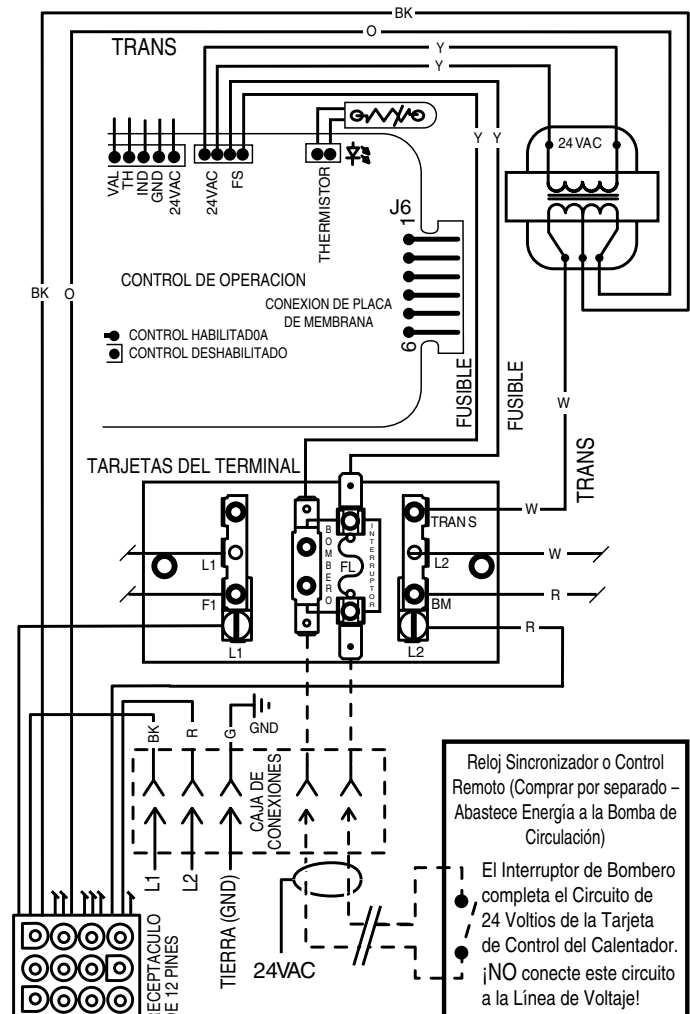 BK
O
TRANS
Y
Y
Y Y
24 VAC
VAL
TH
IND
GND
24VAC
24VAC
FS
THERMISTOR
J6
1
CONTROL DE OPERACION
BK O
CONEXION DE PLACA
DE MEMBRANA
CONTROL HABILITAD0A
CONTROL DESHABILITADO
6
FUSIBLE
FUSIBLE
W
TRANS
TARJETAS DEL TERMINAL
W
TRANS
BOMBERO
INTERRUPTOR
L1
FL
L2
W
F1
BM
R
R
L1
L2
BK
R
G
GND
CAJA DE
CONEXIONES
L1
L2
TIERRA (GND)
24VAC
Reloj Sincronizador o Control
Remoto (Comprar por separado –
Abastece Energía a la Bomba de
Circulación)
El Interruptor de Bombero
completa el Circuito de
24 Voltios de la Tarjeta
de Control del Calentador.
¡NO conecte este circuito
a la Línea de Voltaje!
DE 12 PINES